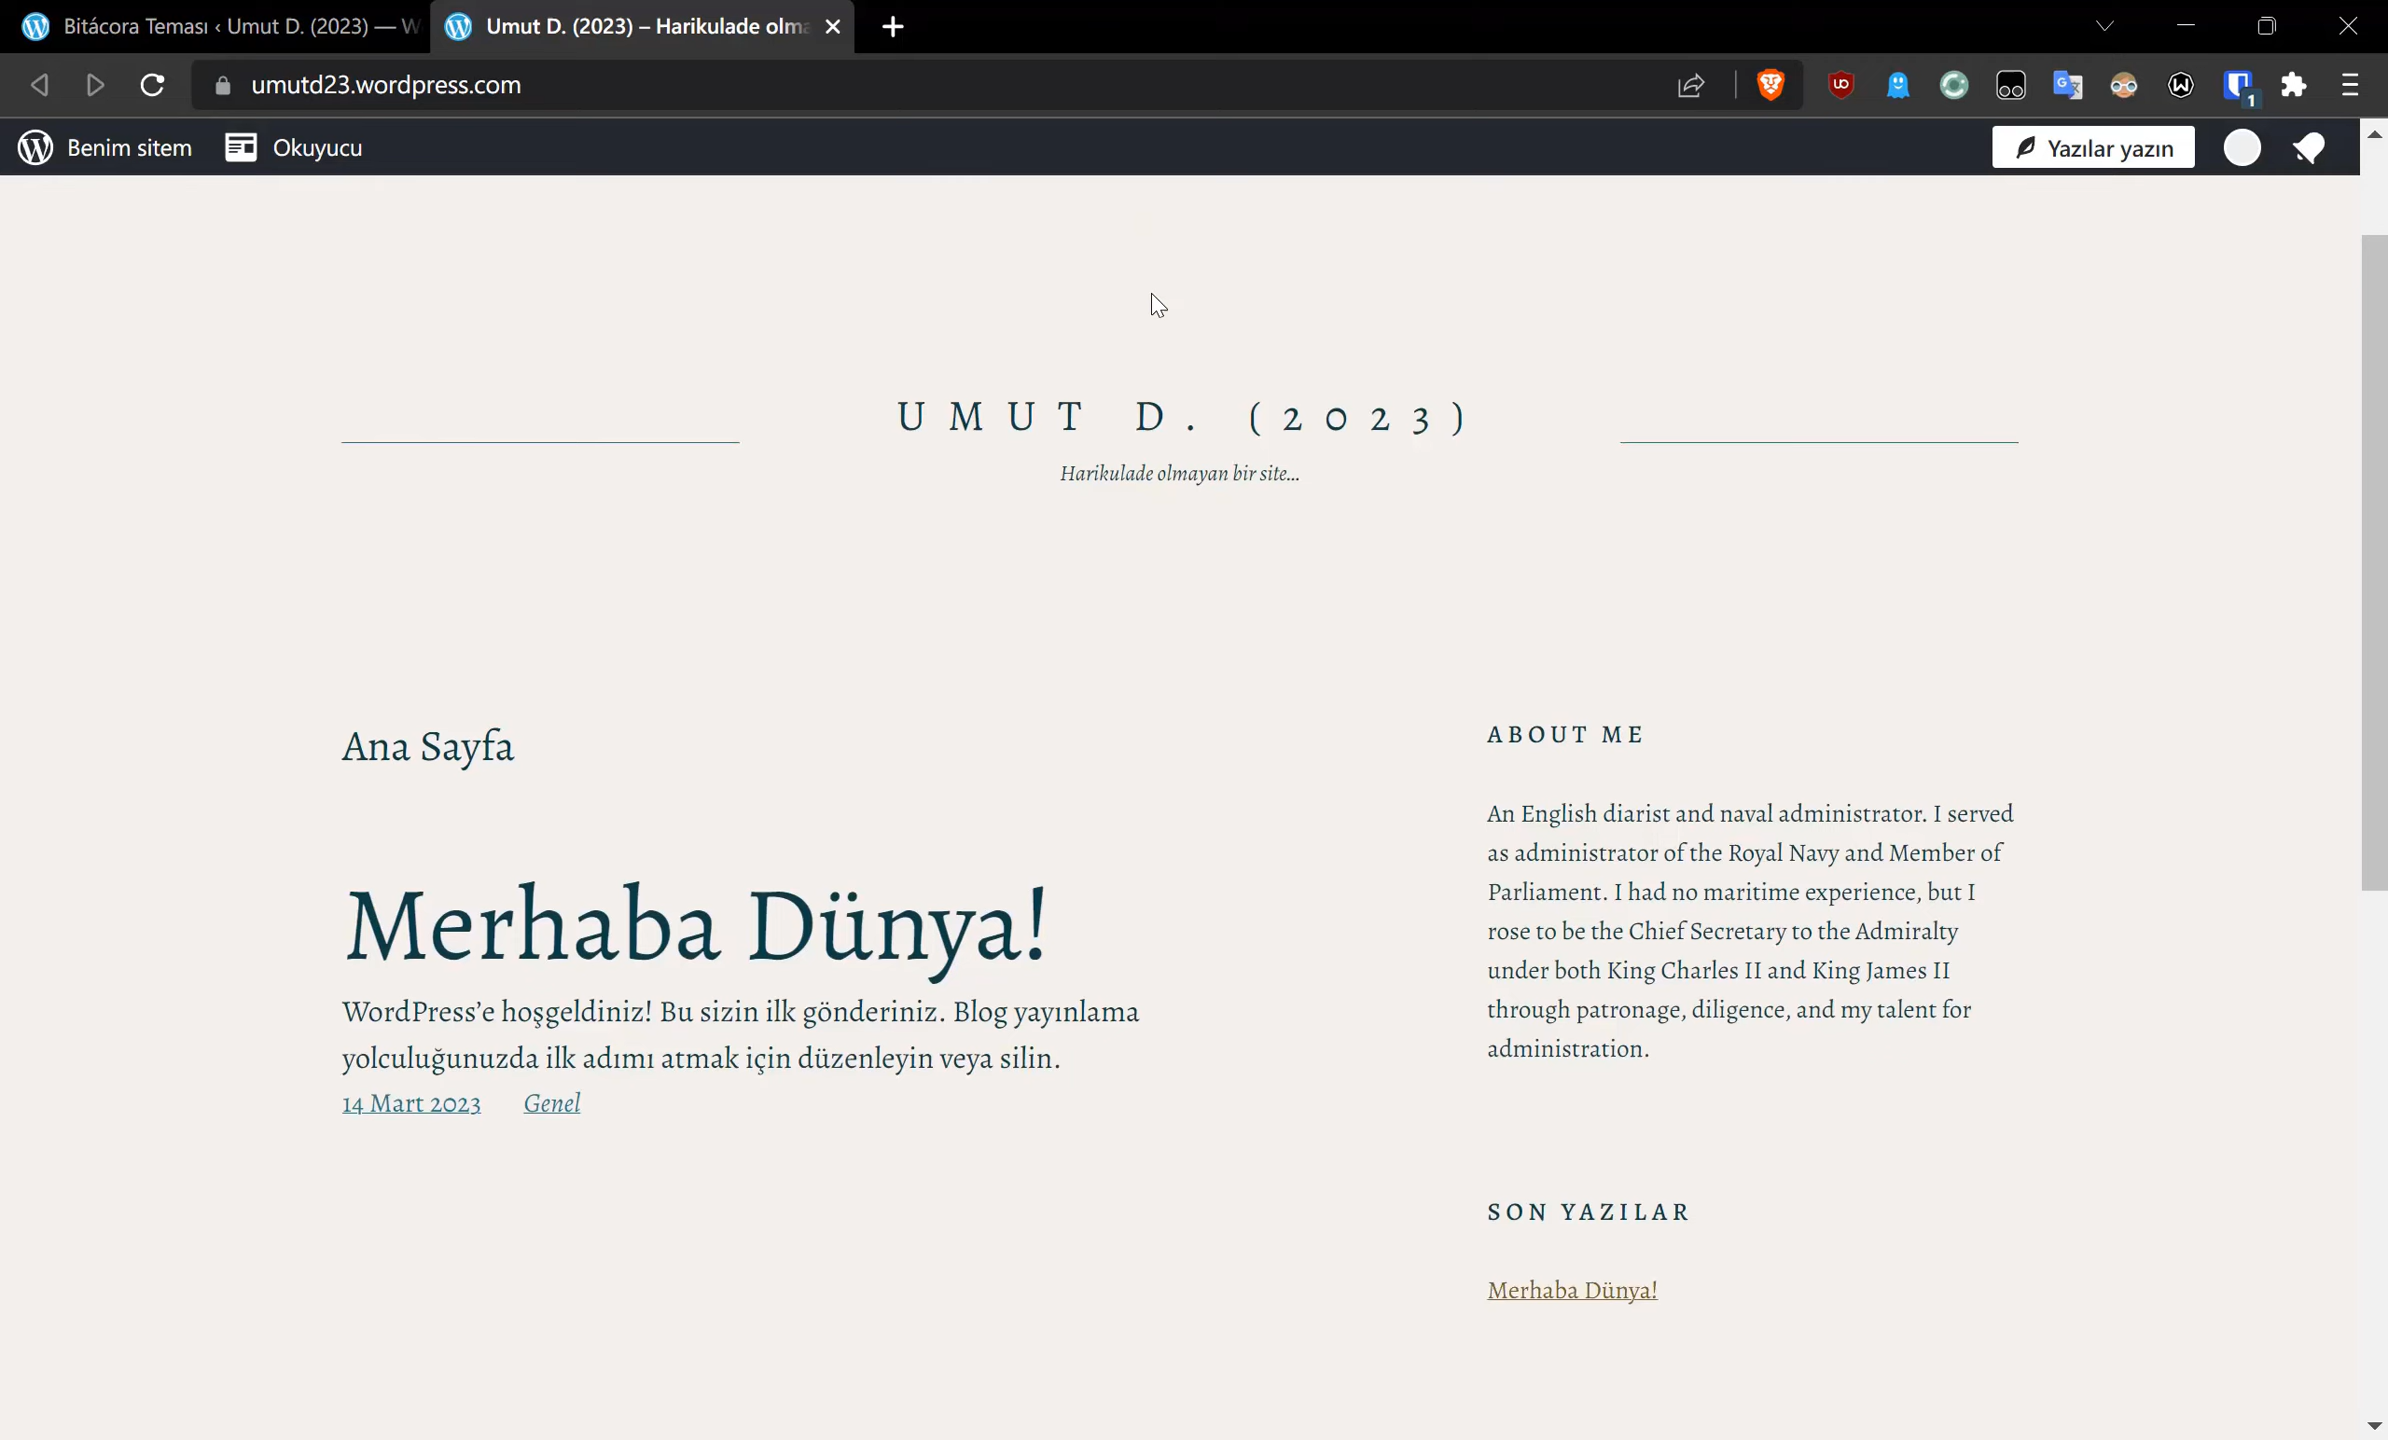 Bitácora Teması ‹ Umut D. (2023) — W
Umut D. (2023) – Harikulade olma
umutd23.wordpress.com
1
Benim sitem
Okuyucu
Yazılar yazın
UMUT D. (2023)
Harikulade olmayan bir site...
Ana Sayfa
Merhaba Dünya!
WordPress’e hoşgeldiniz! Bu sizin ilk gönderiniz. Blog yayınlama
yolculuğunuzda ilk adımı atmak için düzenleyin veya silin.
14 Mart 2023 Genel
ABOUT ME
An English diarist and naval administrator. I served
as administrator of the Royal Navy and Member of
Parliament. I had no maritime experience, but I
rose to be the Chief Secretary to the Admiralty
under both King Charles II and King James II
through patronage, diligence, and my talent for
administration.
SON YAZILAR
Merhaba Dünya!